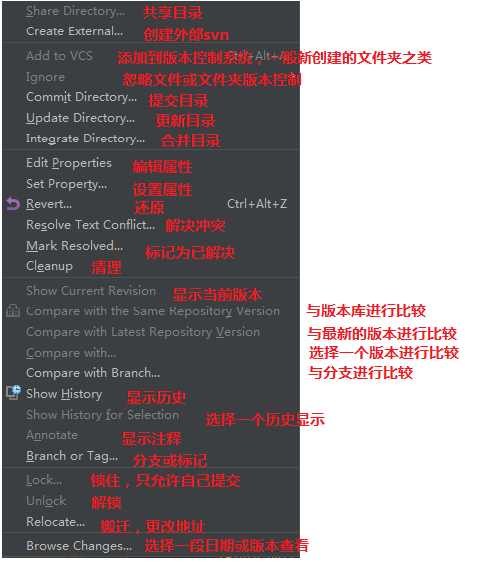 Share Directory... 共享目录
Create External... 创建外部svn
Add to VCS 添加到版本控制系统，一般新创建的文件夹之类
Ignore 忽略文件或文件夹版本控制
Commit Directory... 提交目录
Update Directory... 更新目录
Integrate Directory... 合并目录
Edit Properties 编辑属性
Set Property... 设置属性
Revert... 还原 Ctrl+Alt+Z
Resolve Text Conflict... 解决冲突
Mark Resolved... 标记为已解决
Cleanup 清理
Show Current Revision 显示当前版本
Compare with the Same Repository Version 与版本库进行比较
Compare with Latest Repository Version 与最新的版本进行比较
Compare with... 选择一个版本进行比较
Compare with Branch... 与分支进行比较
Show History 显示历史
Show History for Selection 选择一个历史显示
Annotate 显示注释
Branch or Tag... 分支或标记
Lock... 锁住，只允许自己提交
Unlock 解锁
Relocate... 搬迁，更改地址
Browse Changes... 选择一段日期或版本查看